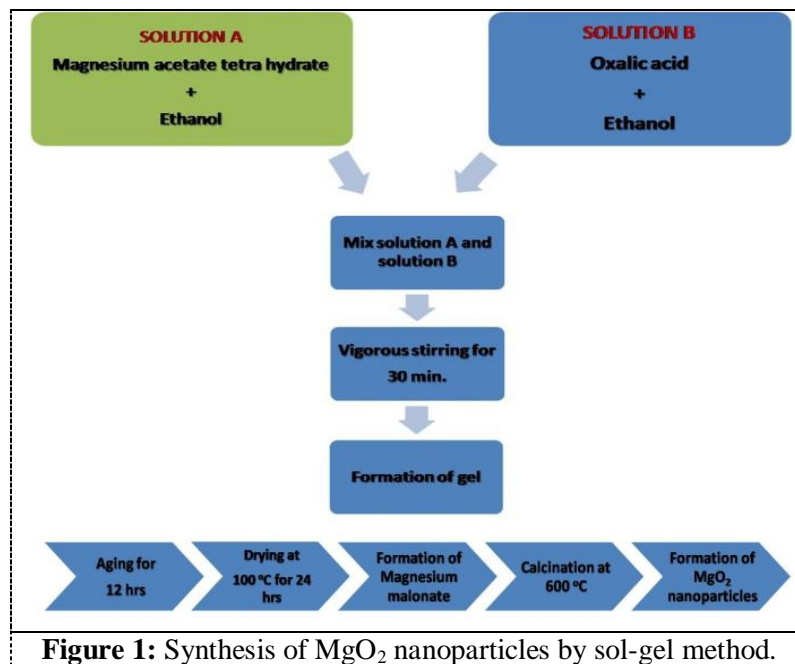 SOLUTION A
Magnesium acetate tetra hydrate
+
Ethanol
SOLUTION B
Oxalic acid
+
Ethanol
Mix solution A and
solution B
Vigorous stirring for
30 min.
Formation of gel
Aging for
12 hrs
Drying at
100 °C for 24
hrs
Formation of
Magnesium
malonate
Calcination at
600 °C
Formation of
MgO₂
nanoparticles
Figure 1: Synthesis of MgO₂ nanoparticles by sol-gel method.